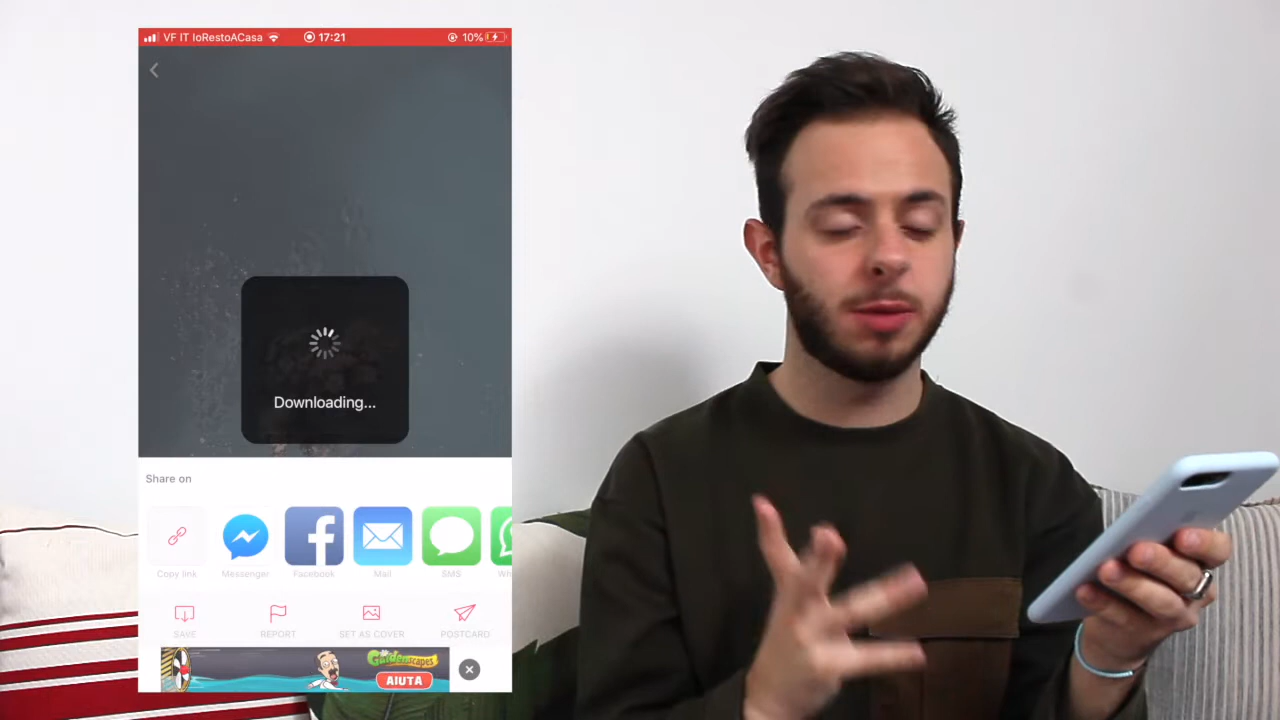 VF IT IoRestoACasa 17:21 10%
Downloading...
Share on
Copy link Messenger Facebook Mail SMS
SAVE REPORT SET AS COVER POSTCARD
Gardenscapes
AIUTA